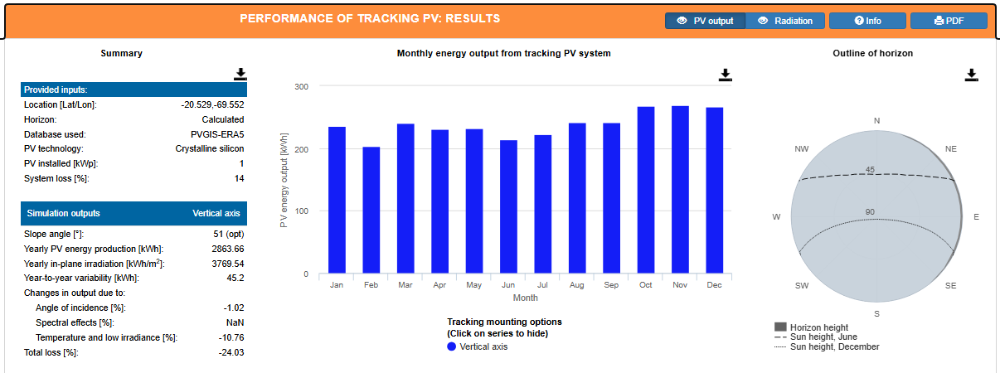 PERFORMANCE OF TRACKING PV: RESULTS
PV output
Radiation
Info
PDF
Summary
Provided inputs:
Location [Lat/Lon]: -20.529,-69.552
Horizon: Calculated
Database used: PVGIS-ERA5
PV technology: Crystalline silicon
PV installed [kWp]: 1
System loss [%]: 14
Simulation outputs Vertical axis
Slope angle [°]: 51 (opt)
Yearly PV energy production [kWh]: 2863.66
Yearly in-plane irradiation [kWh/m²]: 3769.54
Year-to-year variability [kWh]: 45.2
Changes in output due to:
Angle of incidence [%]: -1.02
Spectral effects [%]: NaN
Temperature and low irradiance [%]: -10.76
Total loss [%]: -24.03
Monthly energy output from tracking PV system
PV energy output [kWh]
300
200
100
0
Jan Feb Mar Apr May Jun Jul Aug Sep Oct Nov Dec
Month
Tracking mounting options
(Click on series to hide)
Vertical axis
Outline of horizon
N
NW NE
45
90
W E
SW SE
S
Horizon height
Sun height, June
Sun height, December